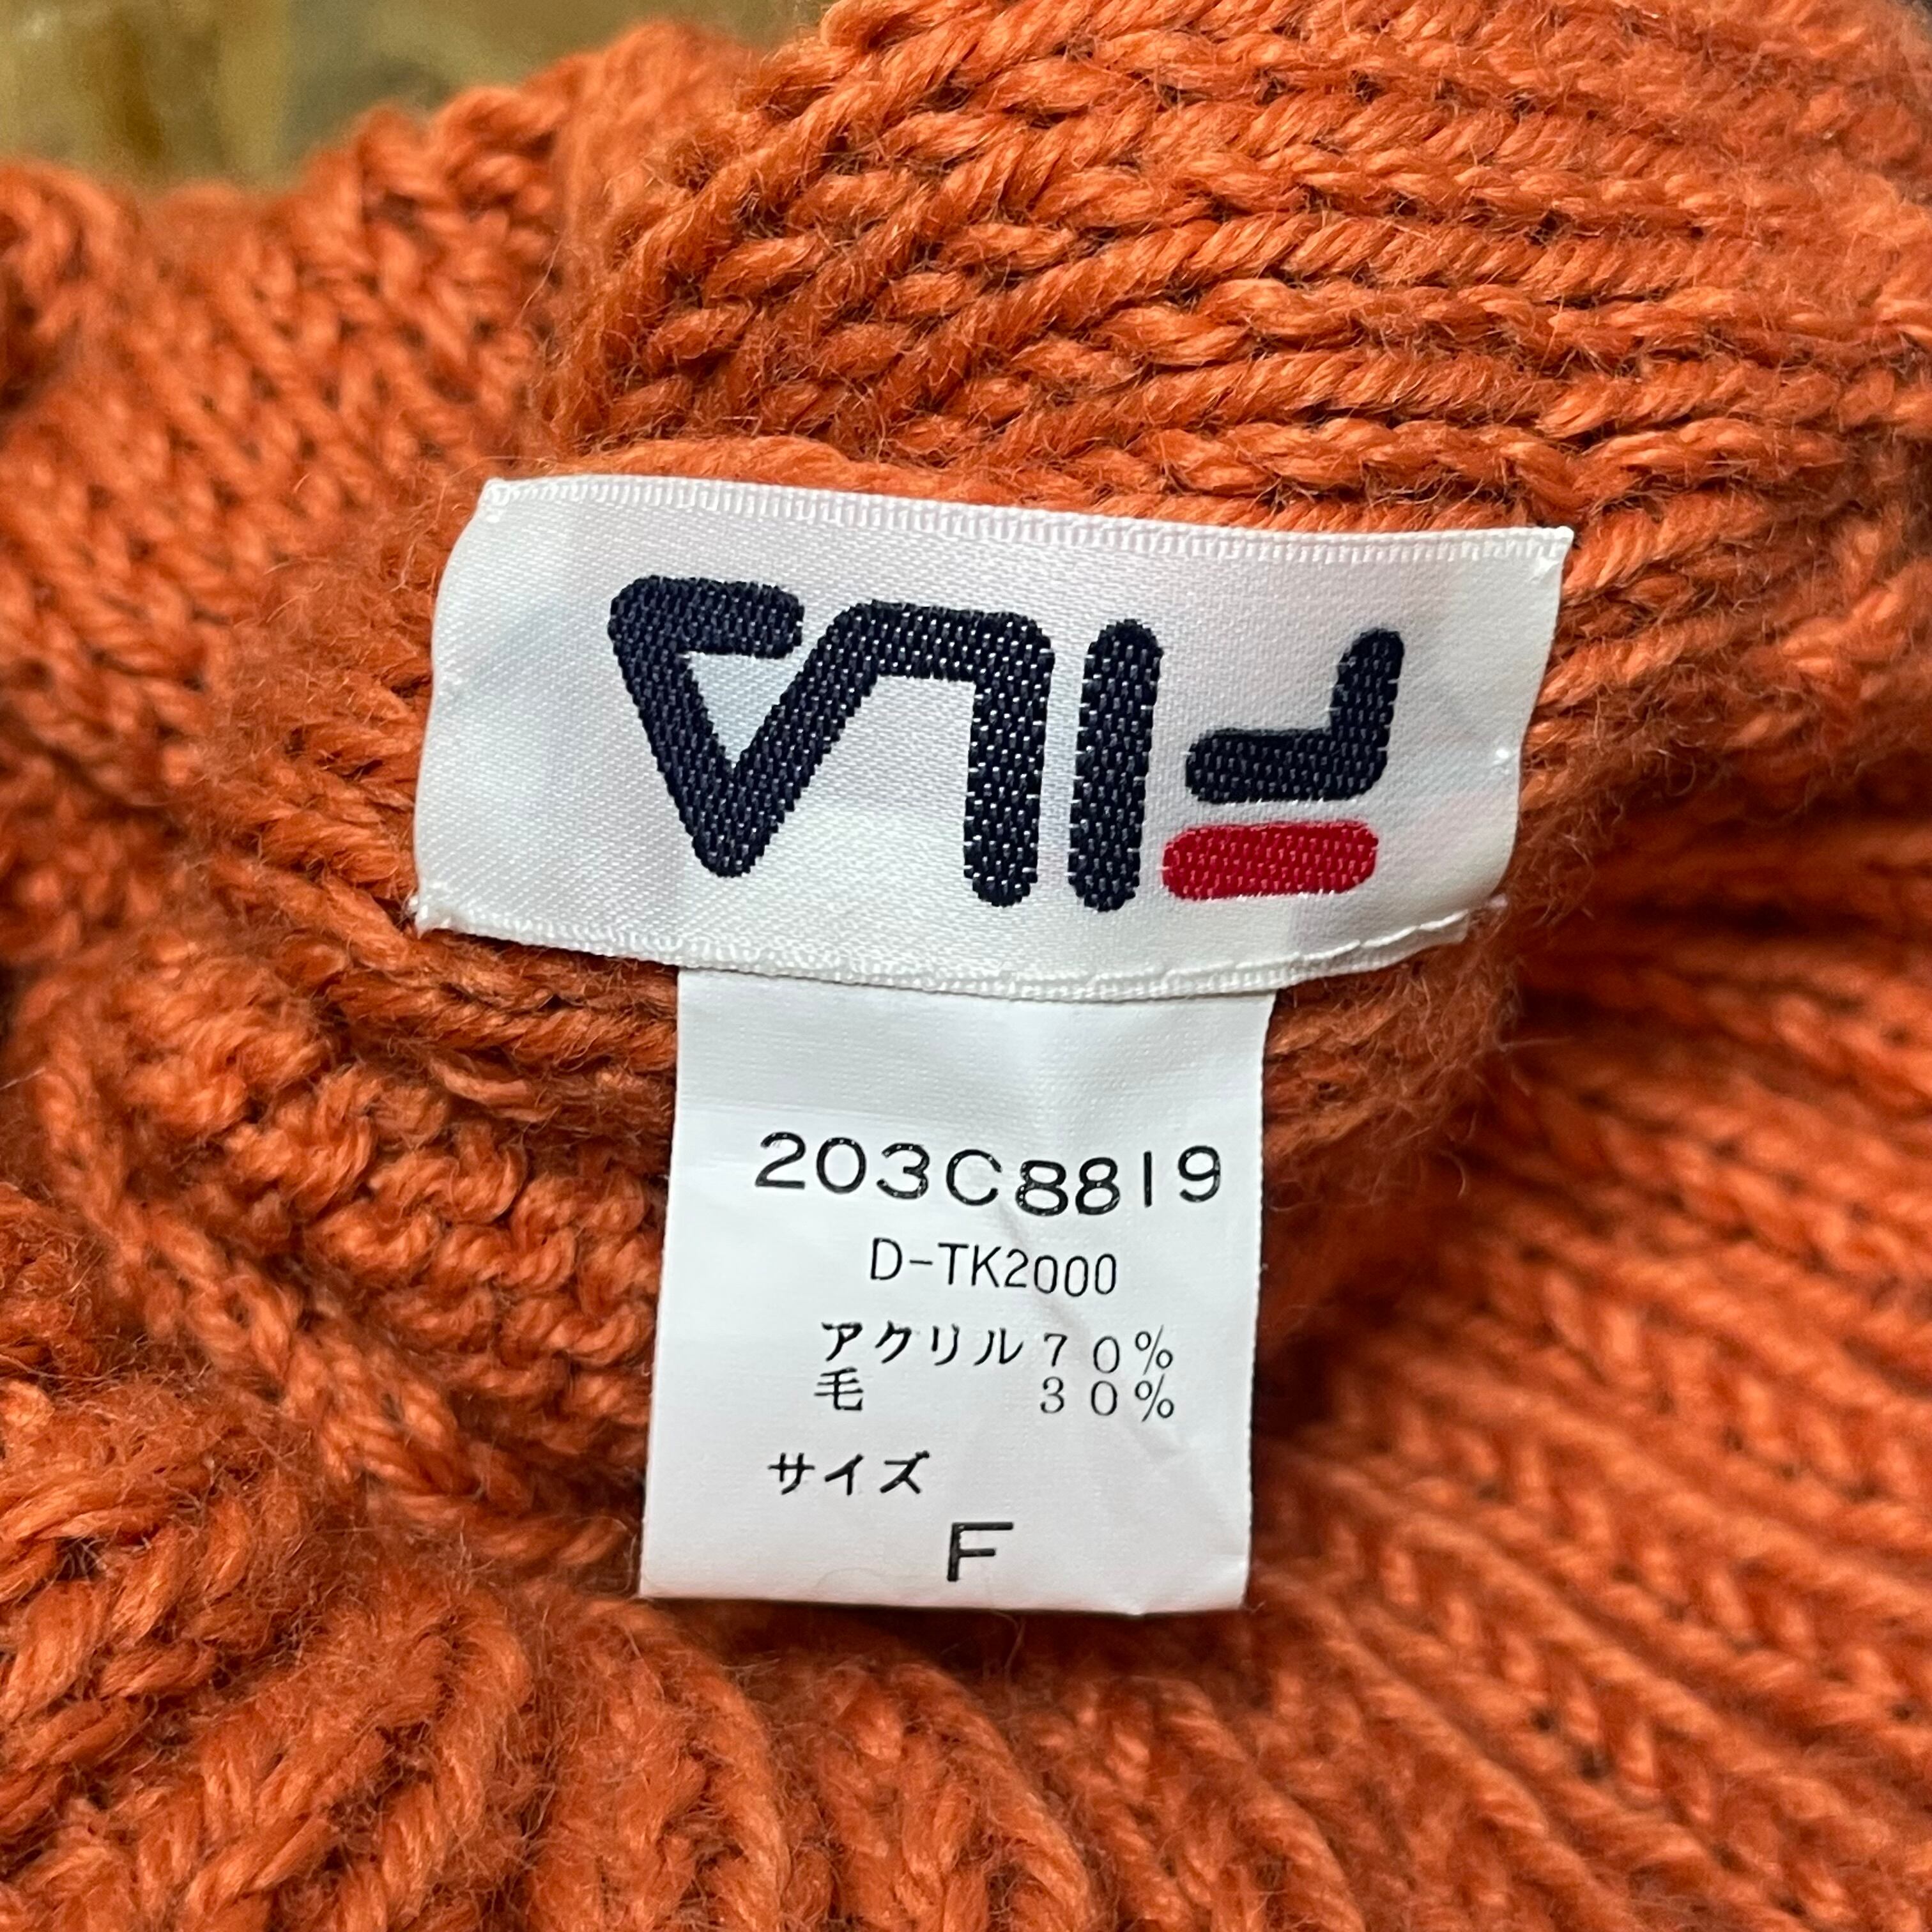 FILA
203C8819
D-TK2000
アクリル７０％
毛　　　３０％
サイズ
F